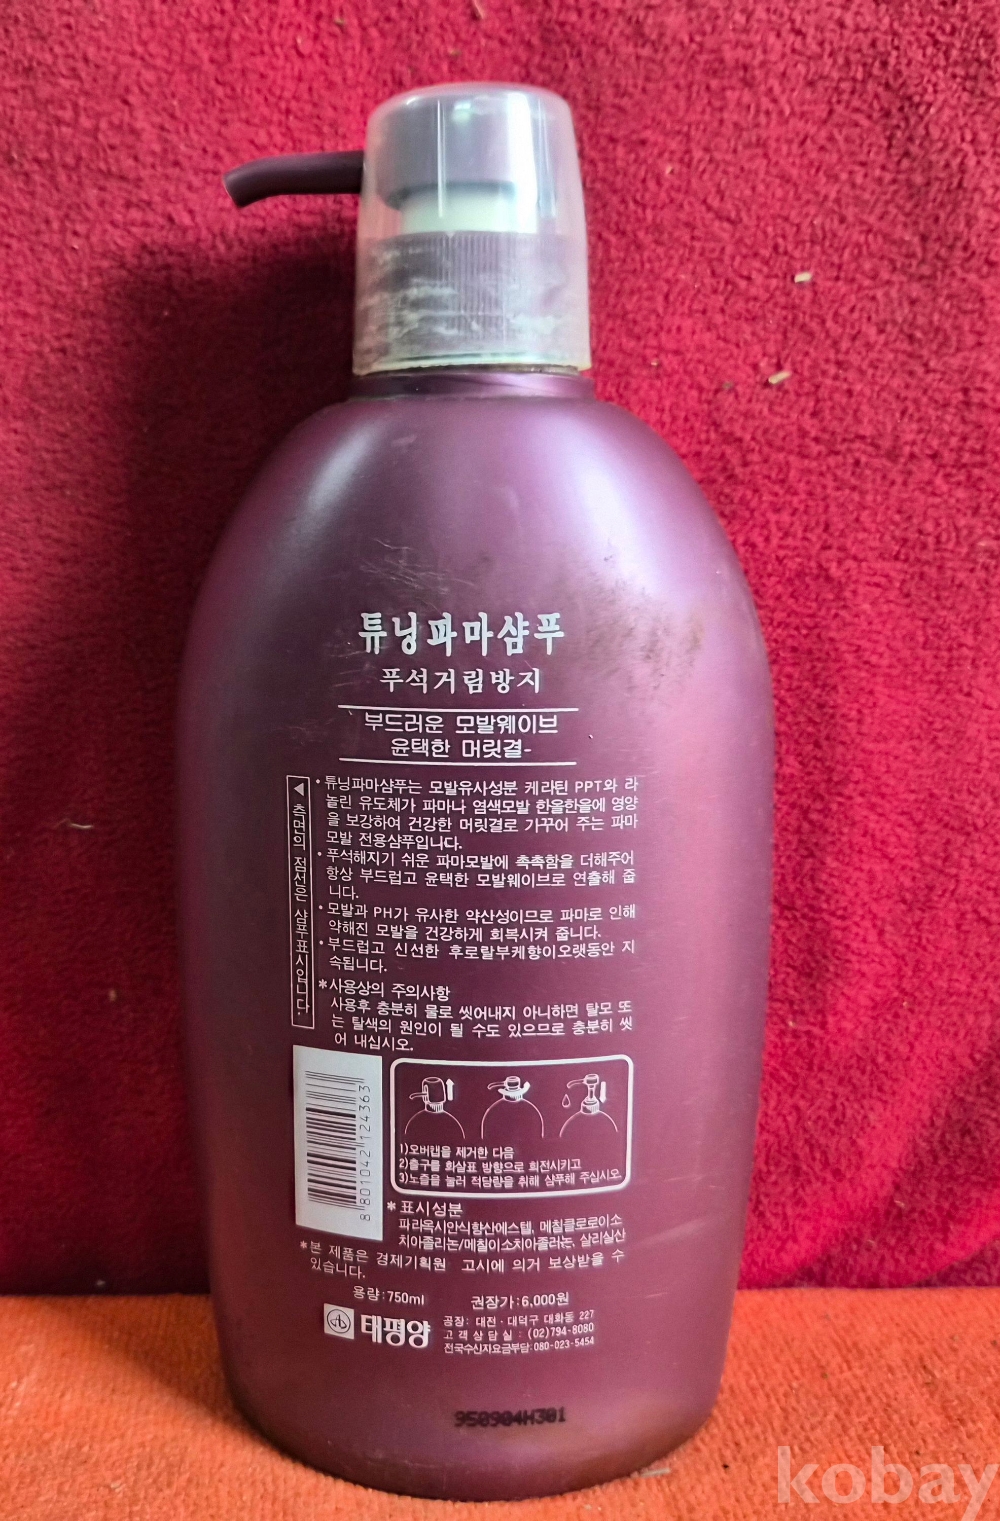 튜닝파마샴푸
푸석거림방지
부드러운 모발웨이브
윤택한 머릿결-
◀ 측면의 점선은 샴푸표시입니다.
• 튜닝파마샴푸는 모발유사성분 케라틴 PPT와 라
놀린 유도체가 파마나 염색모발 한올한올에 영양
을 보강하여 건강한 머릿결로 가꾸어 주는 파마
모발 전용샴푸입니다.
• 푸석해지기 쉬운 파마모발에 촉촉함을 더해주어
항상 부드럽고 윤택한 모발웨이브로 연출해 줍
니다.
• 모발과 PH가 유사한 약산성이므로 파마로 인해
약해진 모발을 건강하게 회복시켜 줍니다.
• 부드럽고 신선한 후로랄부케향이오랫동안 지
속됩니다.
*사용상의 주의사항
사용후 충분히 물로 씻어내지 아니하면 탈모 또
는 탈색의 원인이 될 수도 있으므로 충분히 씻
어 내십시오.
8 801042 124363
1)오버캡을 제거한 다음
2)출구를 화살표 방향으로 회전시키고
3)노즐을 눌러 적당량을 취해 샴푸해 주십시오.
* 표시성분
파라옥시안식향산에스텔, 메칠클로로이소
치아졸리논/메칠이소치아졸리논, 살리실산
*본 제품은 경제기획원 고시에 의거 보상받을 수
있습니다.
용량:750ml 권장가:6,000원
태평양
공장: 대전·대덕구 대화동 227
고객상담실: (02)794-8080
전국수신자요금부담: 080-023-5454
950904H301
kobay